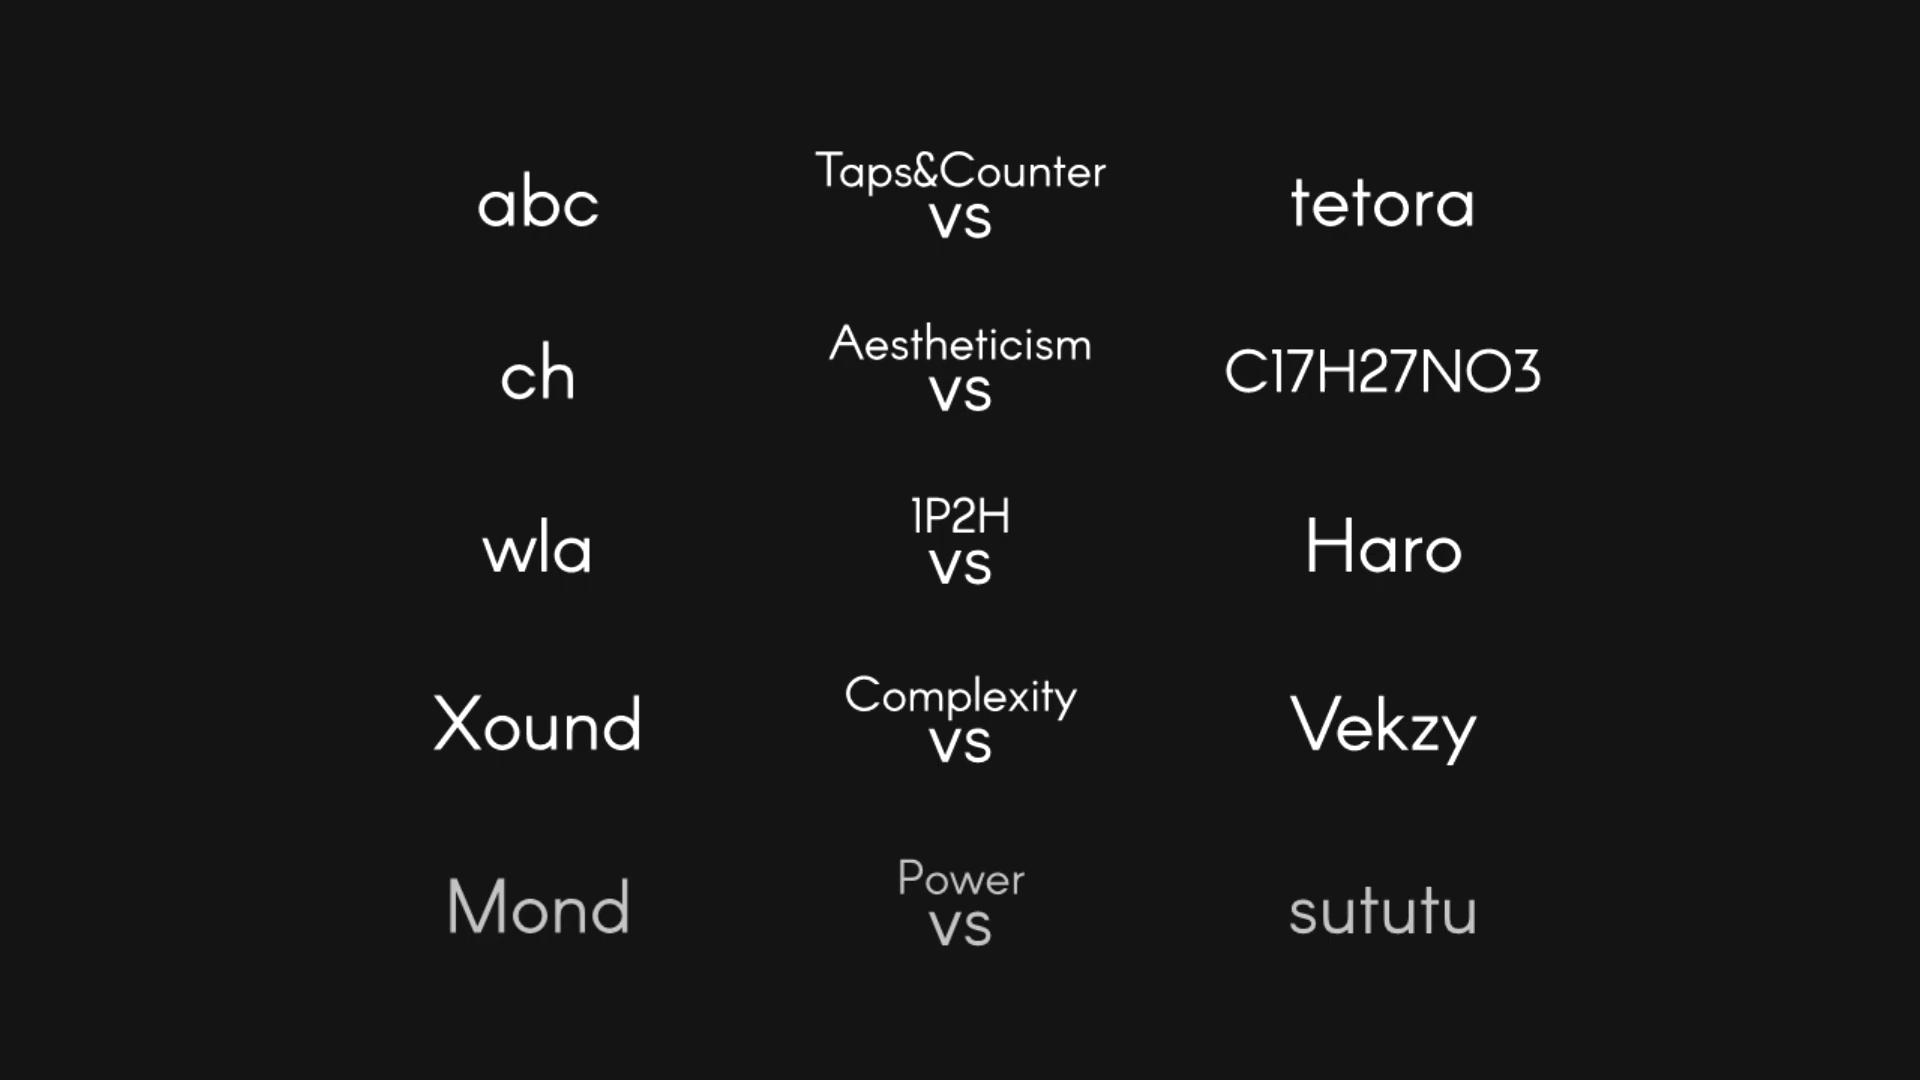 abc
Taps&Counter
vs
tetora
ch
Aestheticism
vs
C17H27NO3
wla
1P2H
vs
Haro
Xound
Complexity
vs
Vekzy
Mond
Power
vs
sututu